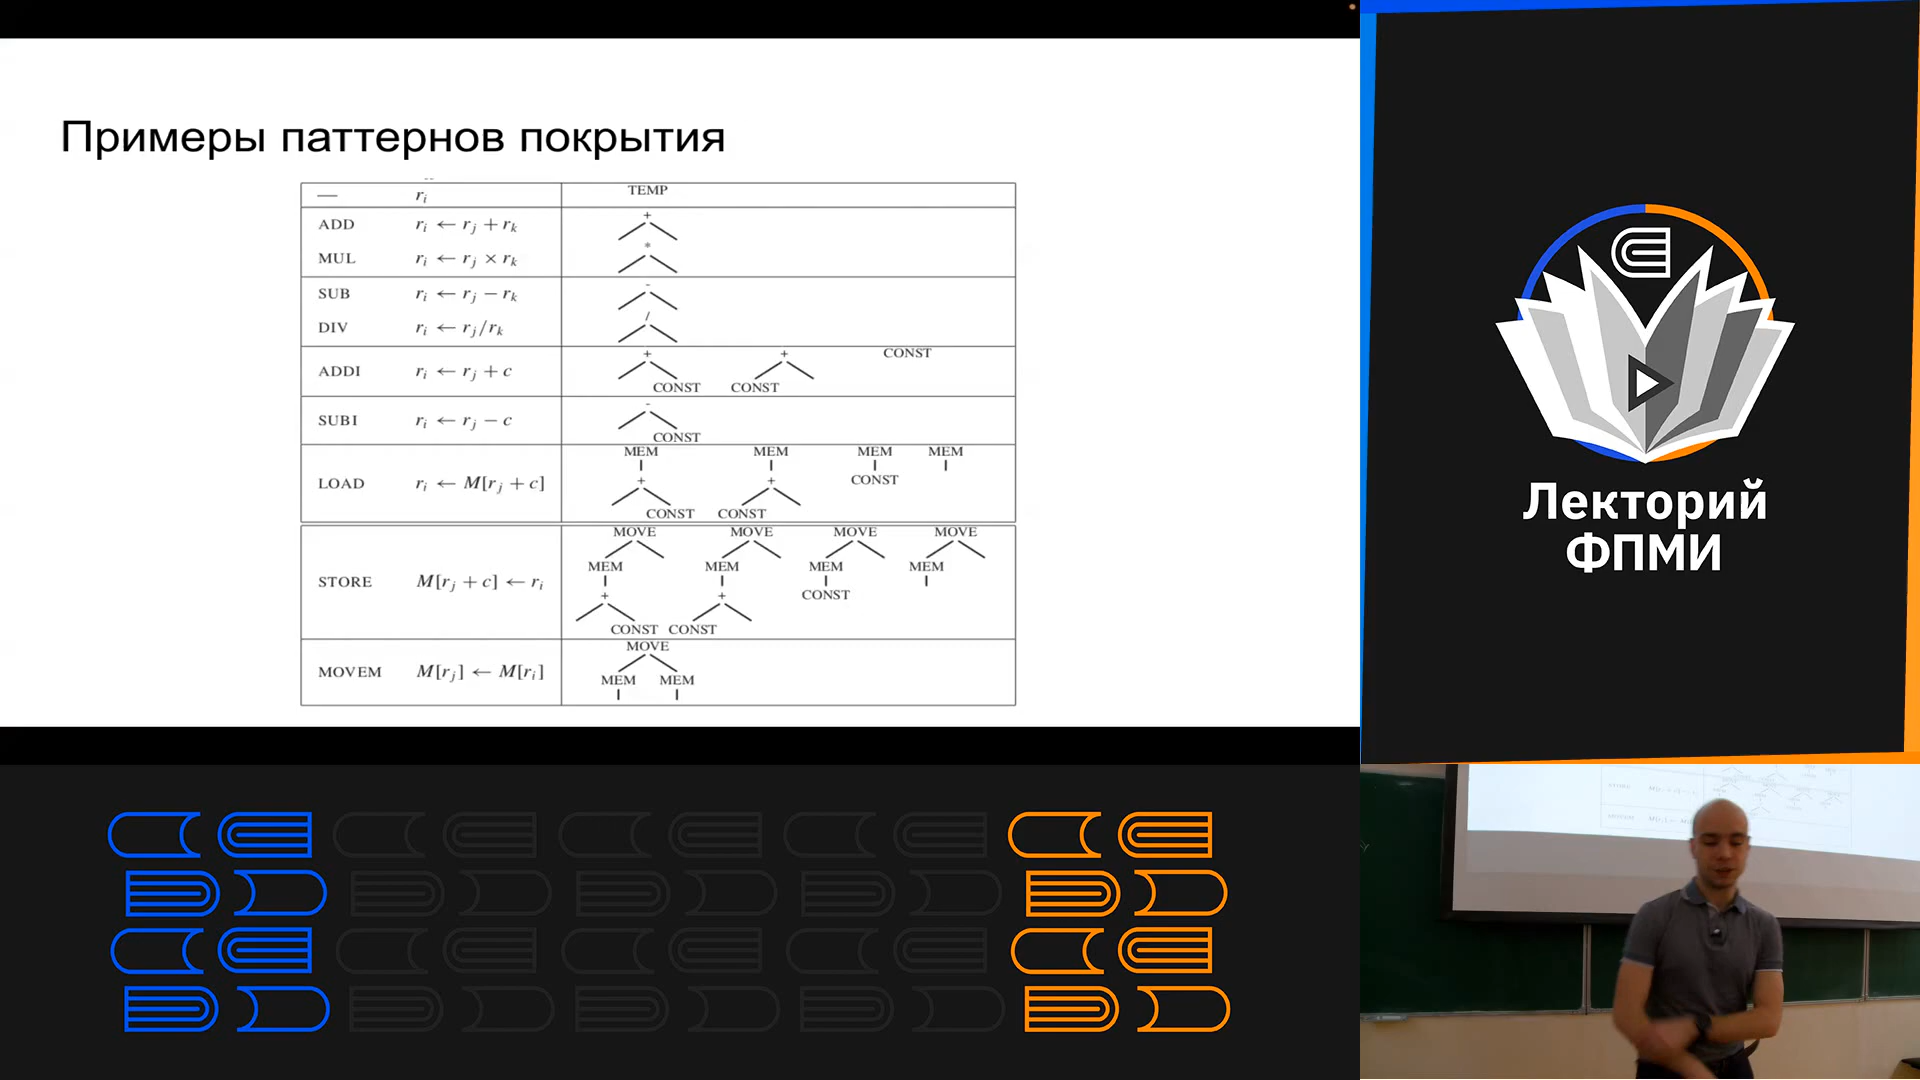 Примеры паттернов покрытия
— rᵢ TEMP
ADD rᵢ ← rⱼ + rₖ +
MUL rᵢ ← rⱼ × rₖ *
SUB rᵢ ← rⱼ − rₖ -
DIV rᵢ ← rⱼ/rₖ /
+ + CONST
ADDI rᵢ ← rⱼ + c
CONST CONST
-
SUBI rᵢ ← rⱼ − c
CONST
MEM MEM MEM MEM
CONST
LOAD rᵢ ← M[rⱼ + c] + +
CONST CONST
MOVE MOVE MOVE MOVE
MEM MEM MEM MEM
STORE M[rⱼ + c] ← rᵢ
+ + CONST
CONST CONST
MOVE
MOVEM M[rⱼ] ← M[rᵢ]
MEM MEM
Лекторий
ФПМИ